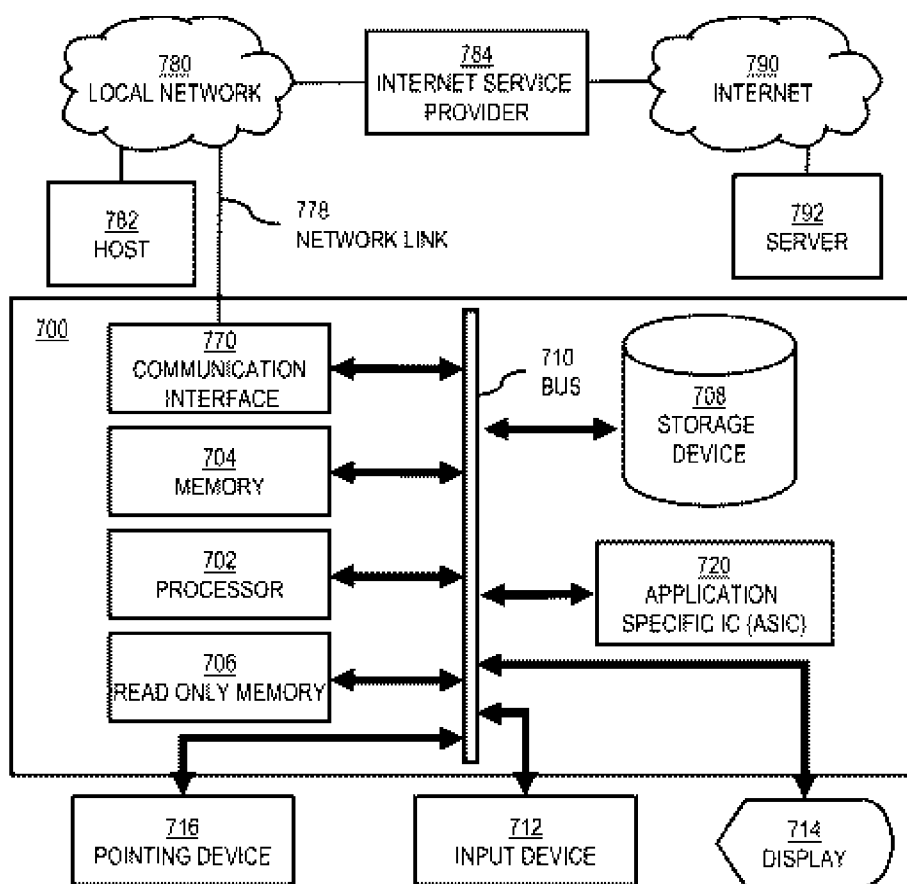 780
LOCAL NETWORK
784
INTERNET SERVICE
PROVIDER
790
INTERNET
782
HOST
778
NETWORK LINK
792
SERVER
700
770
COMMUNICATION
INTERFACE
710
BUS
708
STORAGE
DEVICE
704
MEMORY
702
PROCESSOR
720
APPLICATION
SPECIFIC IC (ASIC)
706
READ ONLY MEMORY
716
POINTING DEVICE
712
INPUT DEVICE
714
DISPLAY